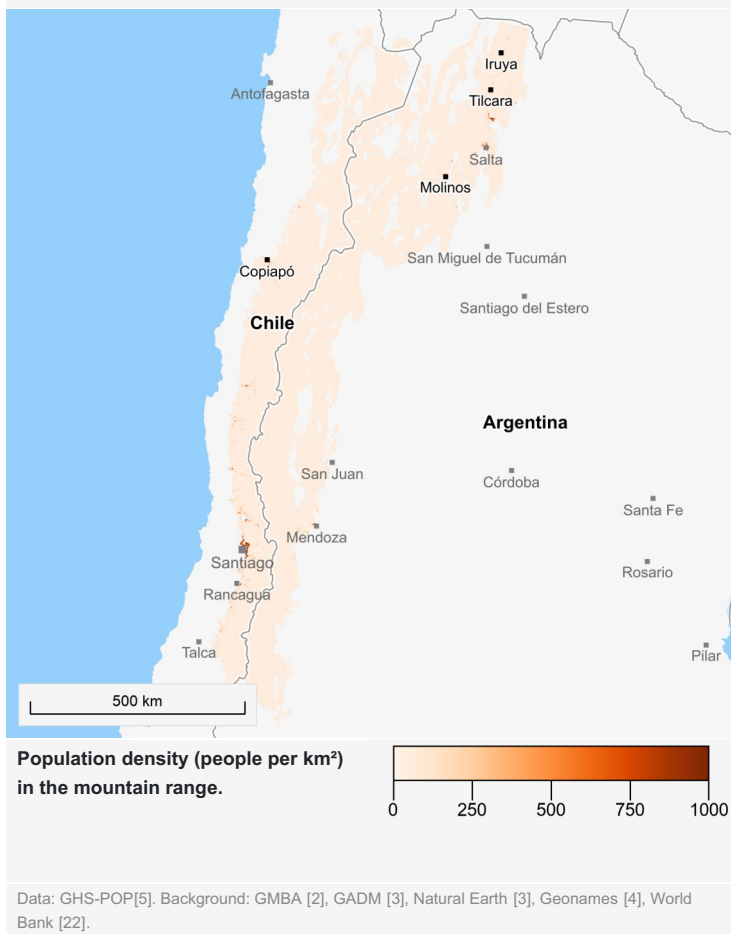 Iruya
Antofagasta
Tilcara
Salta
Molinos
San Miguel de Tucumán
Copiapó
Santiago del Estero
Chile
Argentina
San Juan
Córdoba
Santa Fe
Mendoza
Santiago
Rosario
Rancagua
Talca
Pilar
500 km
Population density (people per km²)
in the mountain range.
0 250 500 750 1000
Data: GHS-POP[5]. Background: GMBA [2], GADM [3], Natural Earth [3], Geonames [4], World
Bank [22].